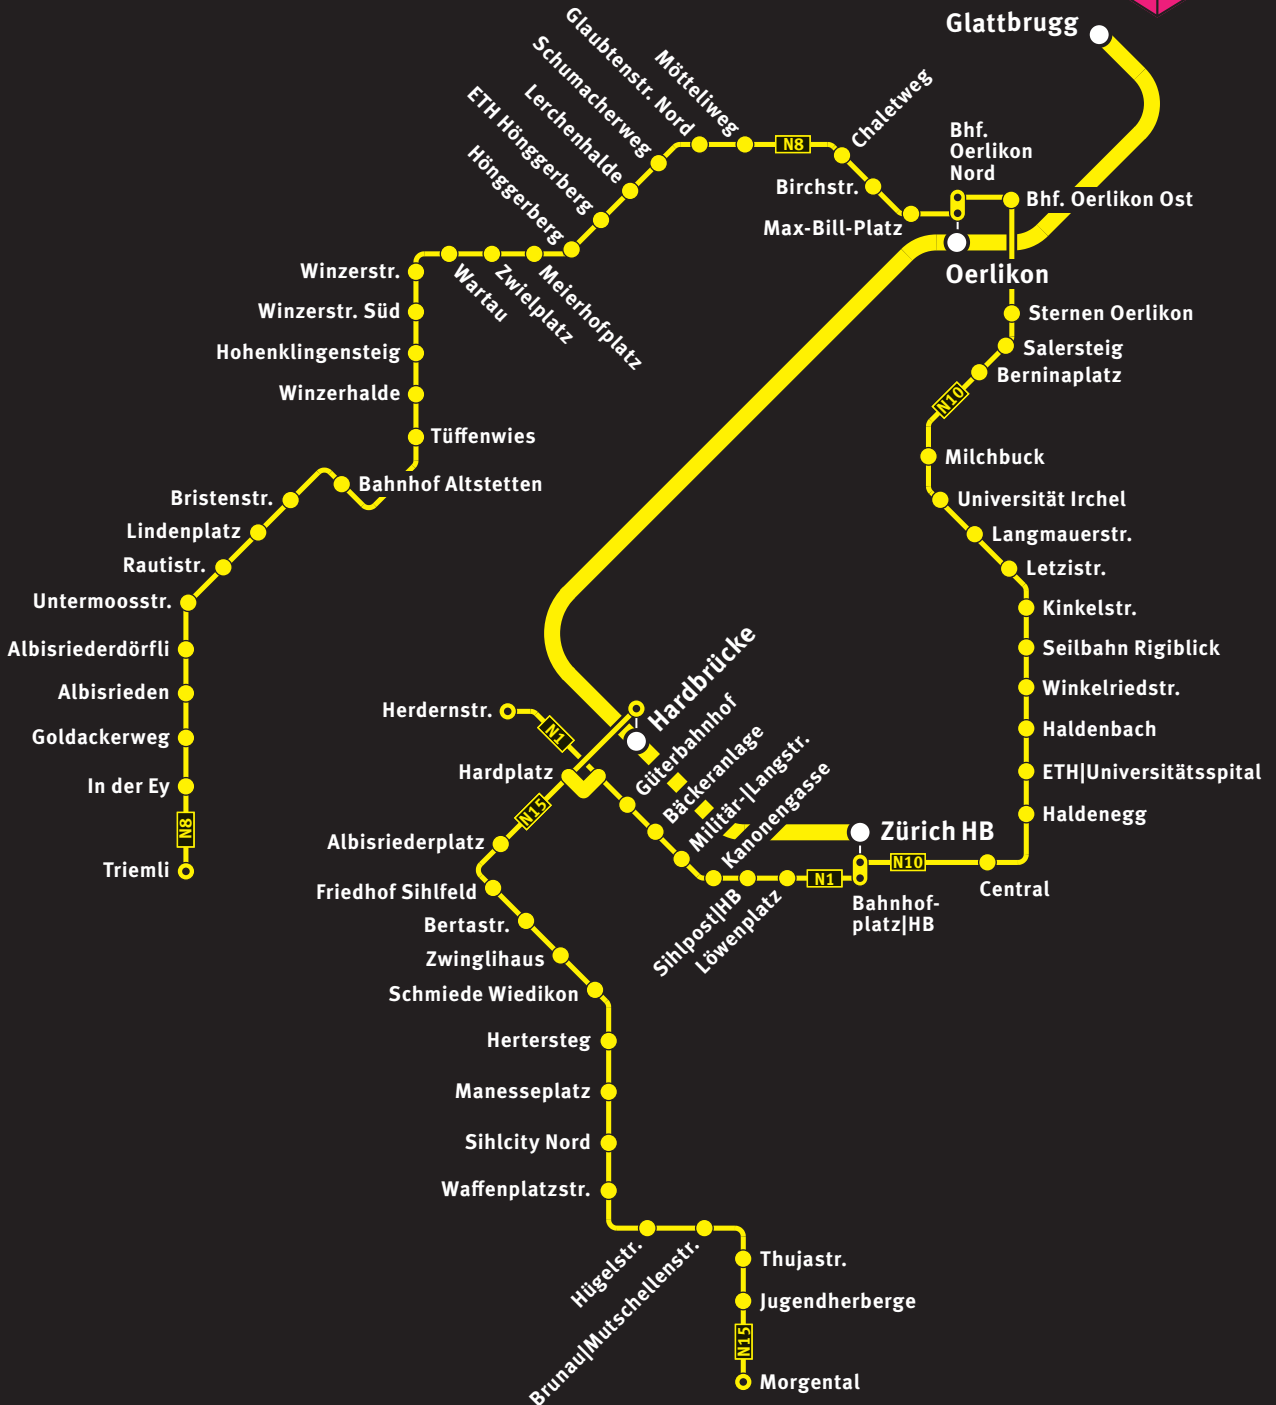 Glattbrugg
Glaubtenstr. Nord
Schumacherweg
Mötteliweg
Lerchenhalde
ETH Hönggerberg
Hönggerberg
N8
Chaletweg
Bhf.
Oerlikon
Nord
Birchstr.
Bhf. Oerlikon Ost
Max-Bill-Platz
Oerlikon
Winzerstr.
Wartau
Zwielplatz
Meierhofplatz
Winzerstr. Süd
Sternen Oerlikon
Hohenklingensteig
Salersteig
Berninaplatz
Winzerhalde
N10
Tüffenwies
Milchbuck
Bahnhof Altstetten
Bristenstr.
Universität Irchel
Lindenplatz
Langmauerstr.
Rautistr.
Letzistr.
Untermoosstr.
Kinkelstr.
Albisriederdörfli
Seilbahn Rigiblick
Albisrieden
Winkelriedstr.
Hardbrücke
Herdernstr.
N1
Güterbahnhof
Goldackerweg
Haldenbach
Bäckeranlage
Militär-|Langstr.
Kanonengasse
Hardplatz
ETH|Universitätsspital
In der Ey
N15
Haldenegg
N8
Zürich HB
Albisriederplatz
Triemli
N10
N1
Central
Friedhof Sihlfeld
Sihlpost|HB
Löwenplatz
Bahnhof-
platz|HB
Bertastr.
Zwinglihaus
Schmiede Wiedikon
Hertersteg
Manesseplatz
Sihlcity Nord
Waffenplatzstr.
Hügelstr.
Brunau|Mutschellenstr.
Thujastr.
Jugendherberge
N15
Morgental